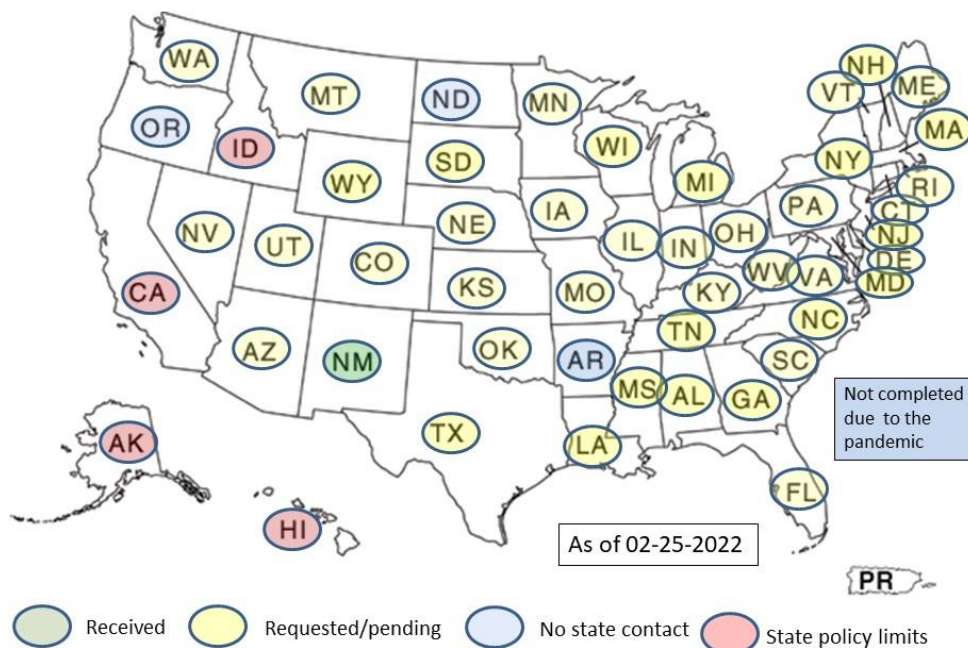 WA
MT
ND
MN
NH
VT
ME
OR
ID
WY
SD
WI
MI
NY
MA
NV
UT
CO
NE
IA
IL
IN
OH
PA
RI
CT
NJ
DE
MD
CA
KS
MO
KY
WV
VA
AZ
NM
OK
AR
TN
NC
SC
MS
AL
GA
TX
LA
FL
AK
HI
PR
Not completed
due to the
pandemic
As of 02-25-2022
Received
Requested/pending
No state contact
State policy limits